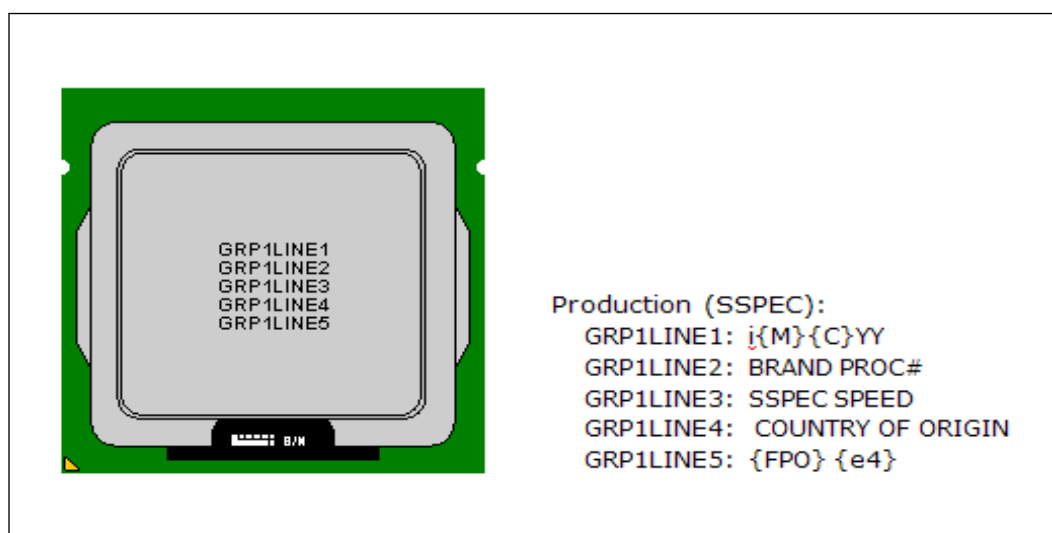 GRP1LINE1
GRP1LINE2
GRP1LINE3
GRP1LINE4
GRP1LINE5
S/N
Production (SSPEC):
GRP1LINE1: i{M}{C}YY
GRP1LINE2: BRAND PROC#
GRP1LINE3: SSPEC SPEED
GRP1LINE4: COUNTRY OF ORIGIN
GRP1LINE5: {FPO} {e4}